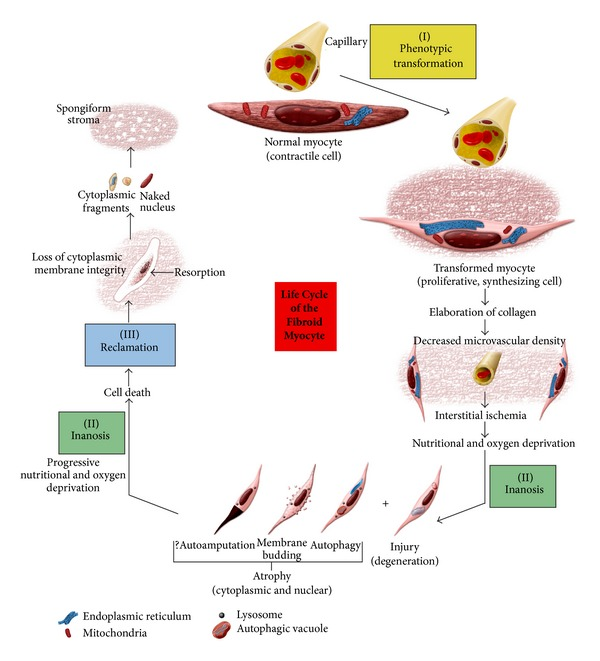 Capillary
(I)
Phenotypic
transformation
Normal myocyte
(contractile cell)
Transformed myocyte
(proliferative, synthesizing cell)
Elaboration of collagen
Decreased microvascular density
Interstitial ischemia
Nutritional and oxygen deprivation
(II)
Inanosis
Injury
(degeneration)
+
Autophagy
Membrane
budding
?Autoamputation
Atrophy
(cytoplasmic and nuclear)
Progressive
nutritional and oxygen
deprivation
(II)
Inanosis
Cell death
(III)
Reclamation
Loss of cytoplasmic
membrane integrity
Resorption
Cytoplasmic
fragments
Naked
nucleus
Spongiform
stroma
Life Cycle
of the
Fibroid
Myocyte
Endoplasmic reticulum
Mitochondria
Lysosome
Autophagic vacuole